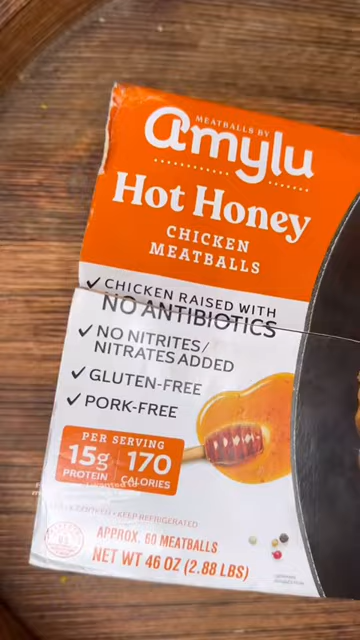 MEATBALLS BY
amylu
Hot Honey
CHICKEN
MEATBALLS
✓ CHICKEN RAISED WITH
NO ANTIBIOTICS
✓ NO NITRITES/
NITRATES ADDED
✓ GLUTEN-FREE
✓ PORK-FREE
PER SERVING
15g 170
PROTEIN CALORIES
KEEP REFRIGERATED
APPROX. 60 MEATBALLS
NET WT 46 OZ (2.88 LBS)